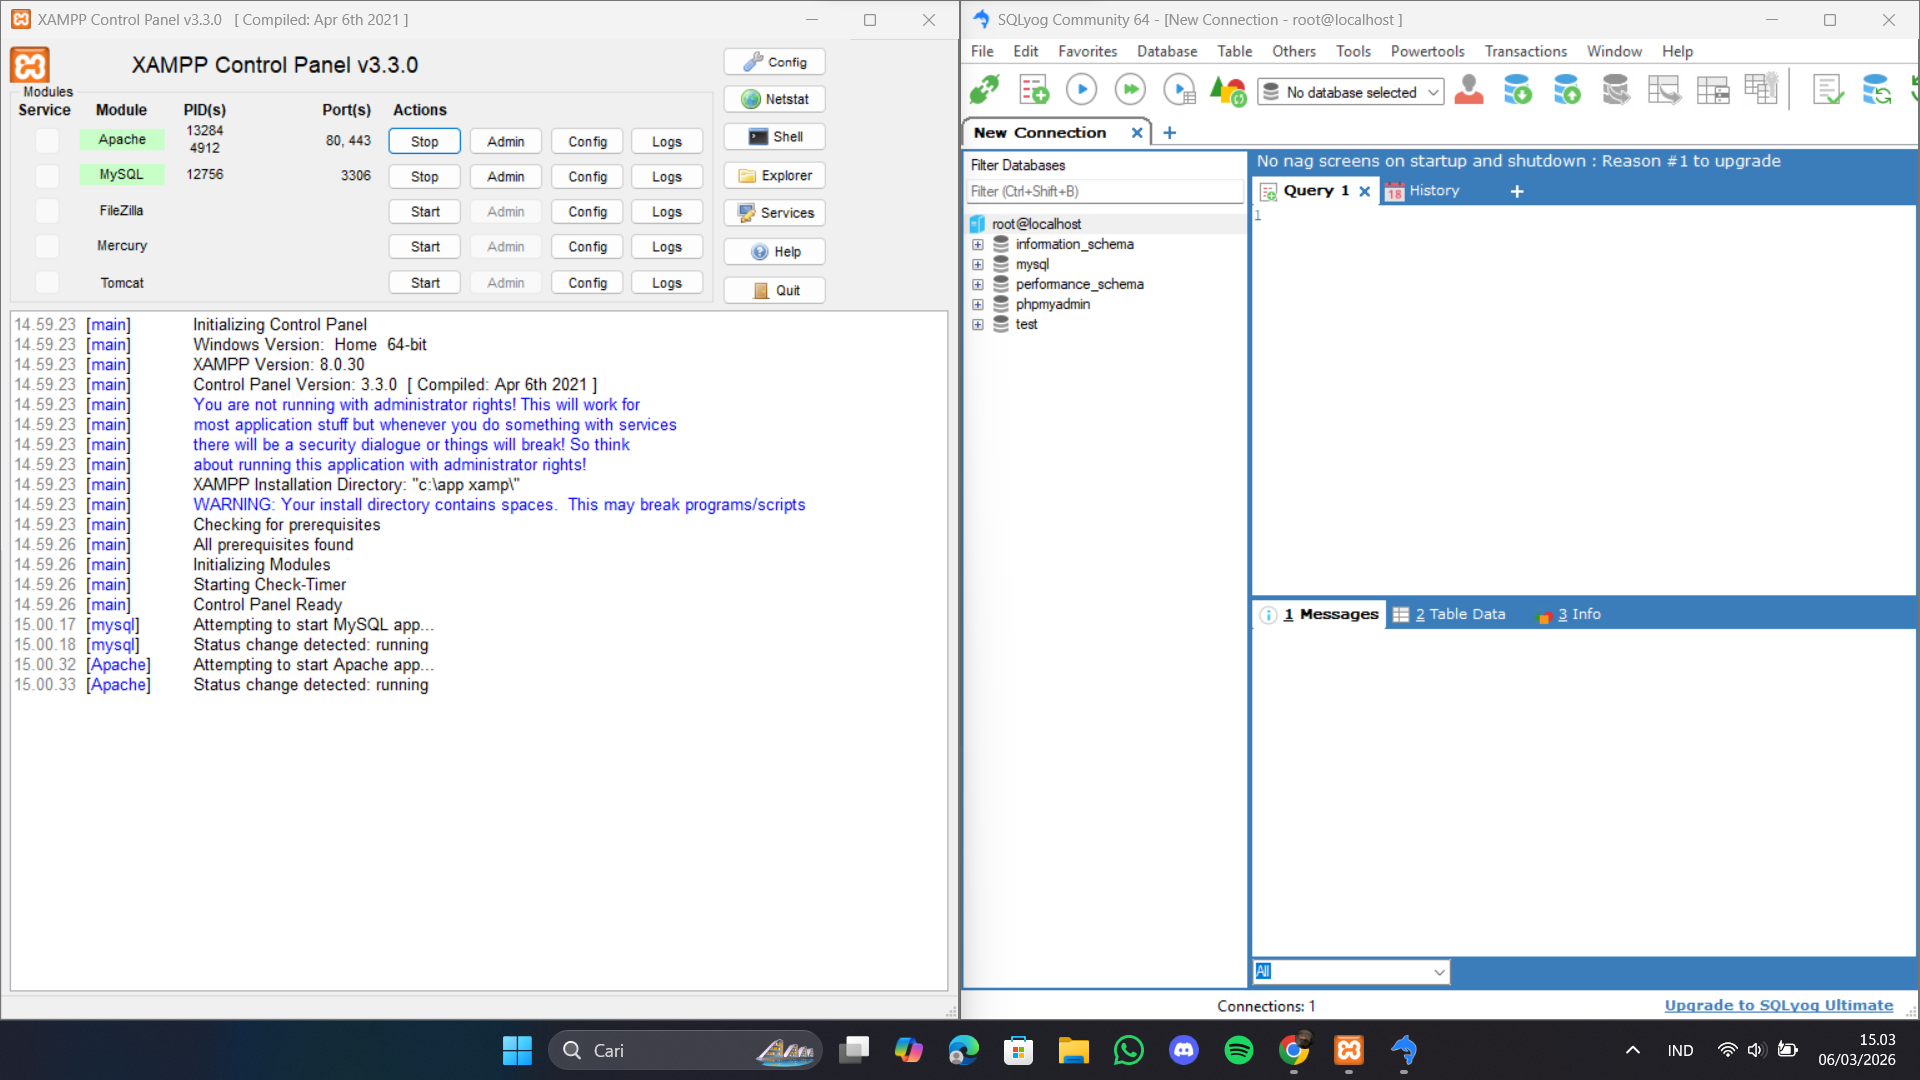 XAMPP Control Panel v3.3.0   [ Compiled: Apr 6th 2021 ]
XAMPP Control Panel v3.3.0
Config
Modules
Service Module PID(s) Port(s) Actions
Netstat
Apache 13284 4912 80, 443 Stop Admin Config Logs
Shell
MySQL 12756 3306 Stop Admin Config Logs
Explorer
FileZilla Start Admin Config Logs
Services
Mercury Start Admin Config Logs
Help
Tomcat Start Admin Config Logs
Quit
14.59.23 [main] Initializing Control Panel
14.59.23 [main] Windows Version:  Home  64-bit
14.59.23 [main] XAMPP Version: 8.0.30
14.59.23 [main] Control Panel Version: 3.3.0  [ Compiled: Apr 6th 2021 ]
14.59.23 [main] You are not running with administrator rights! This will work for
14.59.23 [main] most application stuff but whenever you do something with services
14.59.23 [main] there will be a security dialogue or things will break! So think
14.59.23 [main] about running this application with administrator rights!
14.59.23 [main] XAMPP Installation Directory: "c:\app xamp\"
14.59.23 [main] WARNING: Your install directory contains spaces.  This may break programs/scripts
14.59.23 [main] Checking for prerequisites
14.59.26 [main] All prerequisites found
14.59.26 [main] Initializing Modules
14.59.26 [main] Starting Check-Timer
14.59.26 [main] Control Panel Ready
15.00.17 [mysql] Attempting to start MySQL app...
15.00.18 [mysql] Status change detected: running
15.00.32 [Apache] Attempting to start Apache app...
15.00.33 [Apache] Status change detected: running
SQLyog Community 64 - [New Connection - root@localhost ]
File Edit Favorites Database Table Others Tools Powertools Transactions Window Help
No database selected
New Connection
Filter Databases
Filter (Ctrl+Shift+B)
root@localhost
information_schema
mysql
performance_schema
phpmyadmin
test
No nag screens on startup and shutdown : Reason #1 to upgrade
Query 1 18 History
1
1 Messages 2 Table Data 3 Info
All
Connections: 1
Upgrade to SQLyog Ultimate
Cari
IND
15.03
06/03/2026